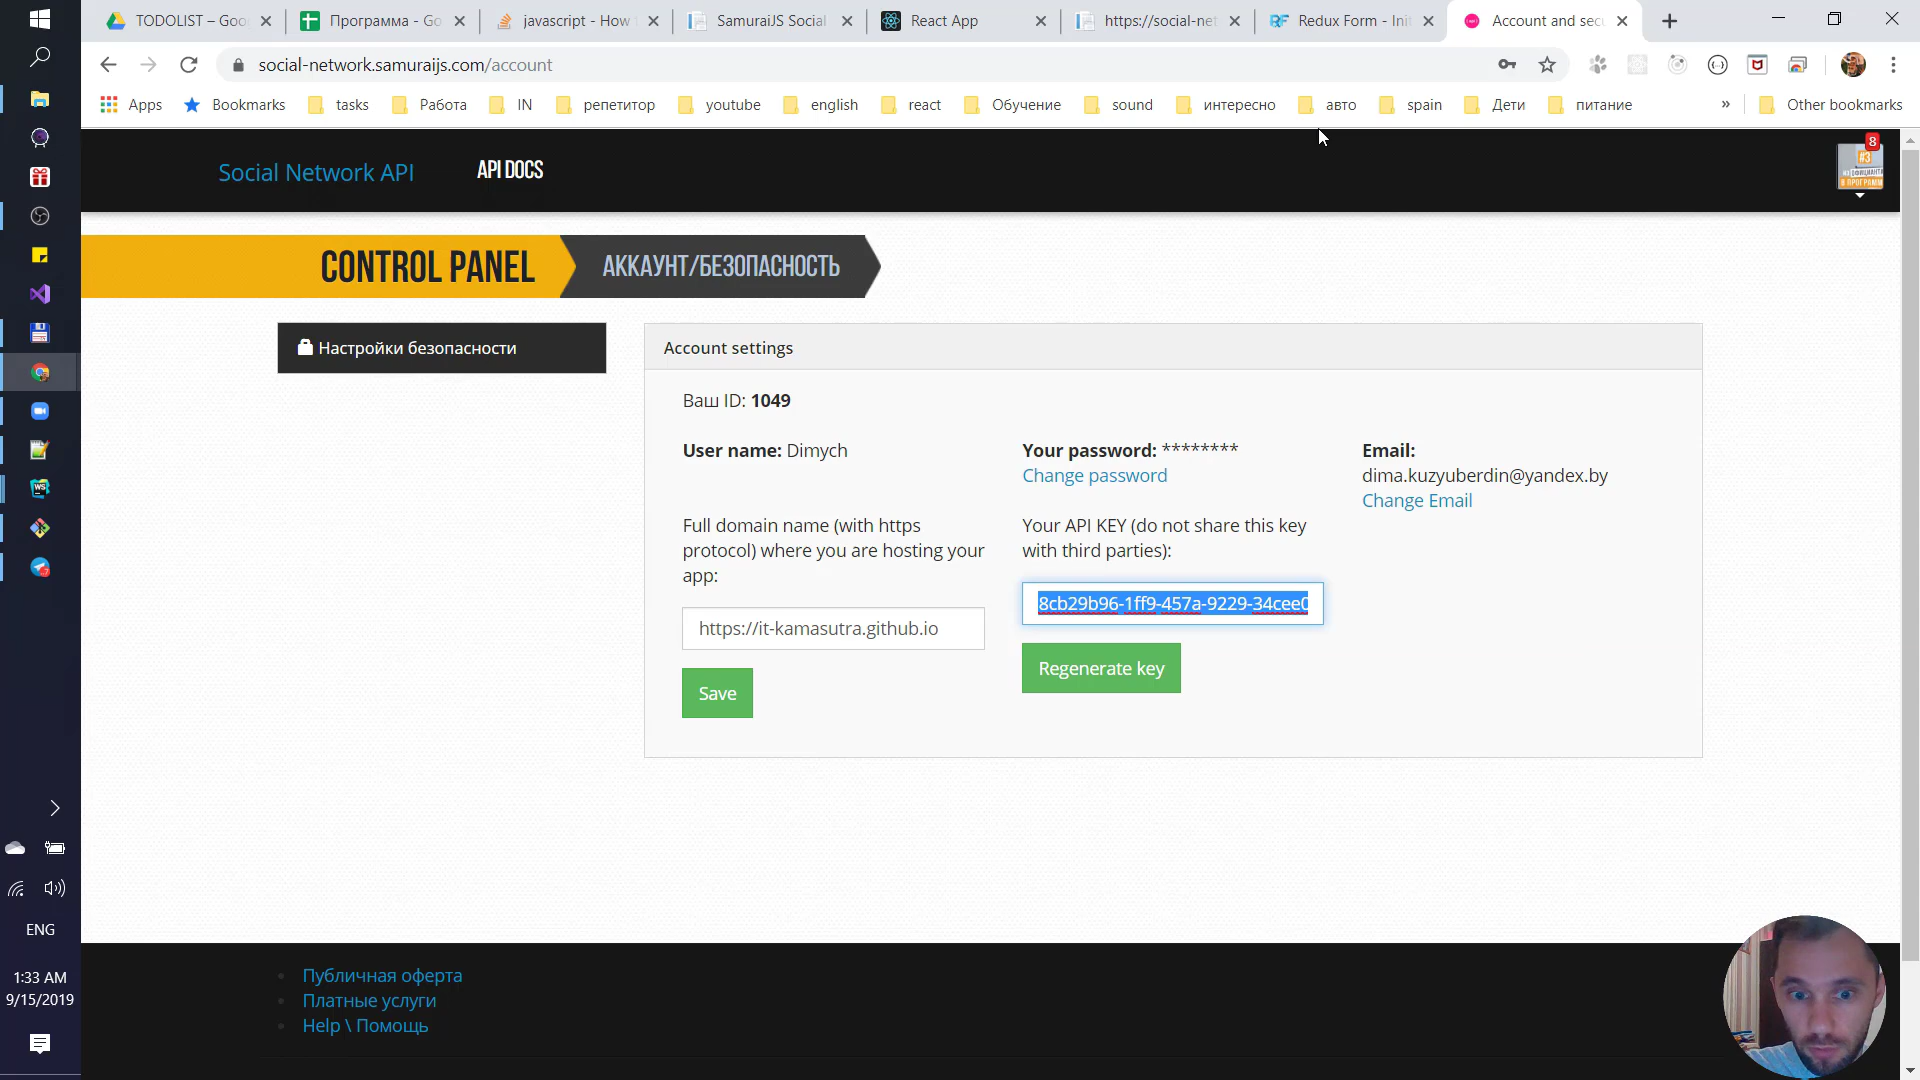 TODOLIST – Goo
Программа - Go
javascript - How
SamuraiJS Social
React App
https://social-net
Redux Form - Init
Account and sec
social-network.samuraijs.com/account
Apps
Bookmarks
tasks
Работа
IN
репетитор
youtube
english
react
Обучение
sound
интересно
авто
spain
Дети
питание
»
Other bookmarks
Social Network API
API DOCS
8
#3
CONTROL PANEL
АККАУНТ/БЕЗОПАСНОСТЬ
Настройки безопасности
Account settings
Ваш ID: 1049
User name: Dimych
Your password: ********
Change password
Email:
dima.kuzyuberdin@yandex.by
Change Email
Full domain name (with https
protocol) where you are hosting your
app:
https://it-kamasutra.github.io
Save
Your API KEY (do not share this key
with third parties):
8cb29b96-1ff9-457a-9229-34cee0
Regenerate key
Публичная оферта
Платные услуги
Help \ Помощь
WS
ENG
1:33 AM
9/15/2019